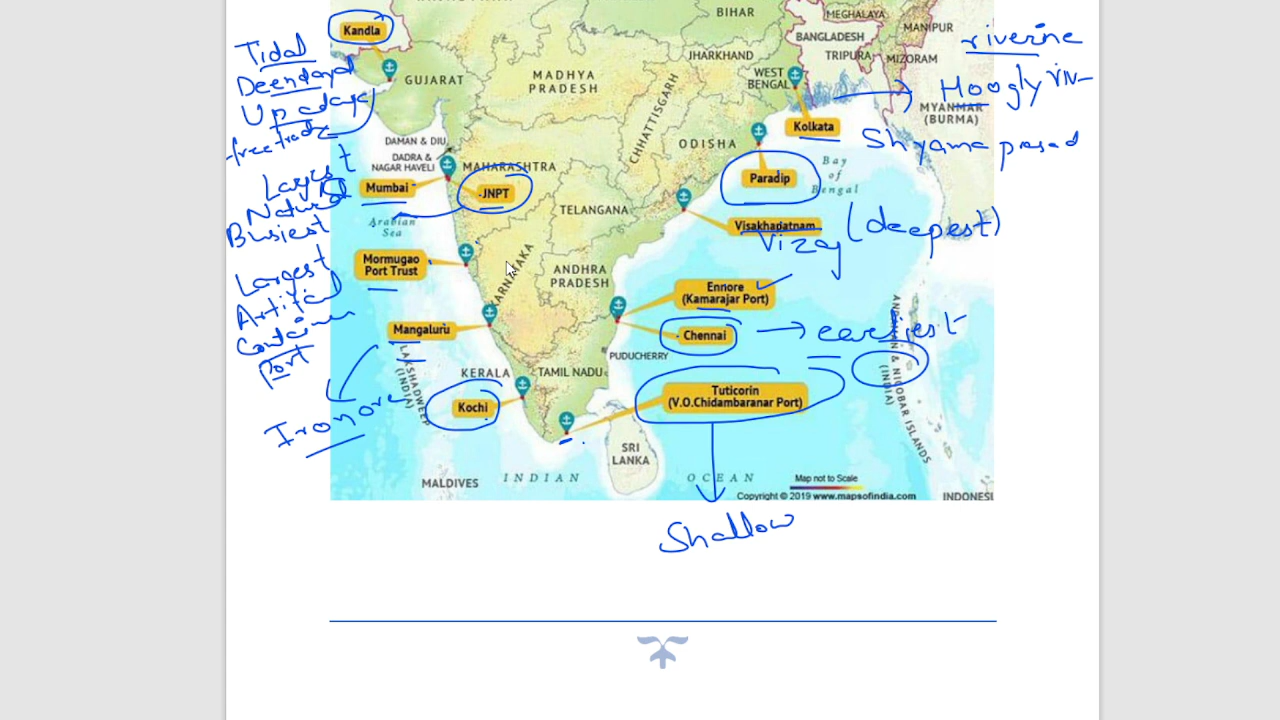 BIHAR
MEGHALAYA
MANIPUR
riverine
Kandla
BANGLADESH
Tidal
JHARKHAND
TRIPURA
MIZORAM
Deendayal
GUJARAT
MADHYA PRADESH
WEST BENGAL
Hoogly riv
Upadaya
MYANMAR
(BURMA)
CHHATTISGARH
Kolkata
free trade
DAMAN & DIU
ODISHA
Shyama prasad
DADRA &
NAGAR HAVELI
MAHARASHTRA
Bay
of
Bengal
Largest
Paradip
Natural
Mumbai
JNPT
TELANGANA
Busiest
Arabian
Sea
Visakhapatnam
Vizag (deepest)
Largest
Mormugao
Port Trust
KARNATAKA
ANDHRA
PRADESH
Artifical
Ennore
(Kamarajar Port)
Container
Port
Mangaluru
Chennai
earliest
ANDAMAN & NICOBAR ISLANDS
(INDIA)
LAKSHADWEEP
(INDIA)
PUDUCHERRY
KERALA
TAMIL NADU
Iron ore
Kochi
Tuticorin
(V.O.Chidambaranar Port)
SRI
LANKA
MALDIVES
INDIAN OCEAN
Map not to Scale
Copyright © 2019 www.mapsofindia.com
INDONESI
Shallow